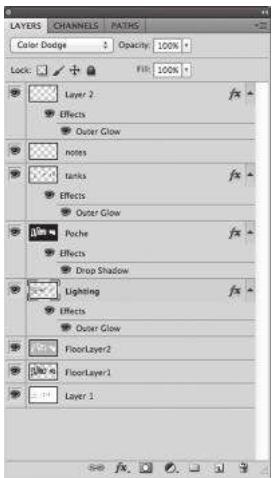 LAYERS CHANNELS PATHS
Color Dodge Opacity: 100%
Lock: Fill: 100%
Layer 2 fx
Effects
Outer Glow
notes
tanks fx
Effects
Outer Glow
Poche fx
Effects
Drop Shadow
Lighting fx
Effects
Outer Glow
FloorLayer2
FloorLayer1
Layer 1
fx.